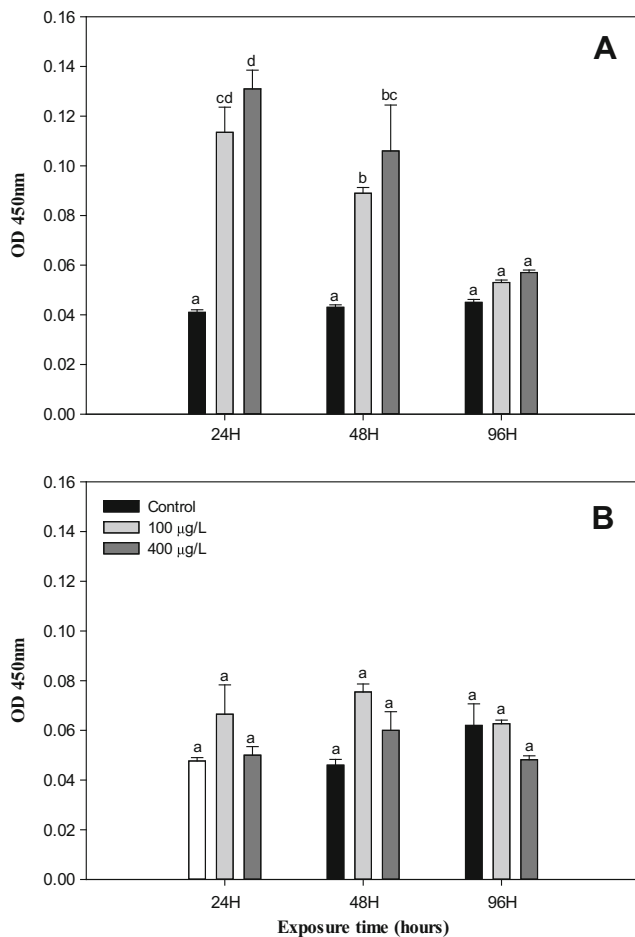 0.16
A
d
0.14
cd
bc
0.12
0.10
b
OD 450nm
0.08
0.06
a a
a
a a a
0.04
0.02
0.00
24H 48H 96H
0.16
B
Control
0.14
100 µg/L
400 µg/L
0.12
0.10
OD 450nm
0.08
a a
a a a
0.06
a a a a
0.04
0.02
0.00
24H 48H 96H
Exposure time (hours)